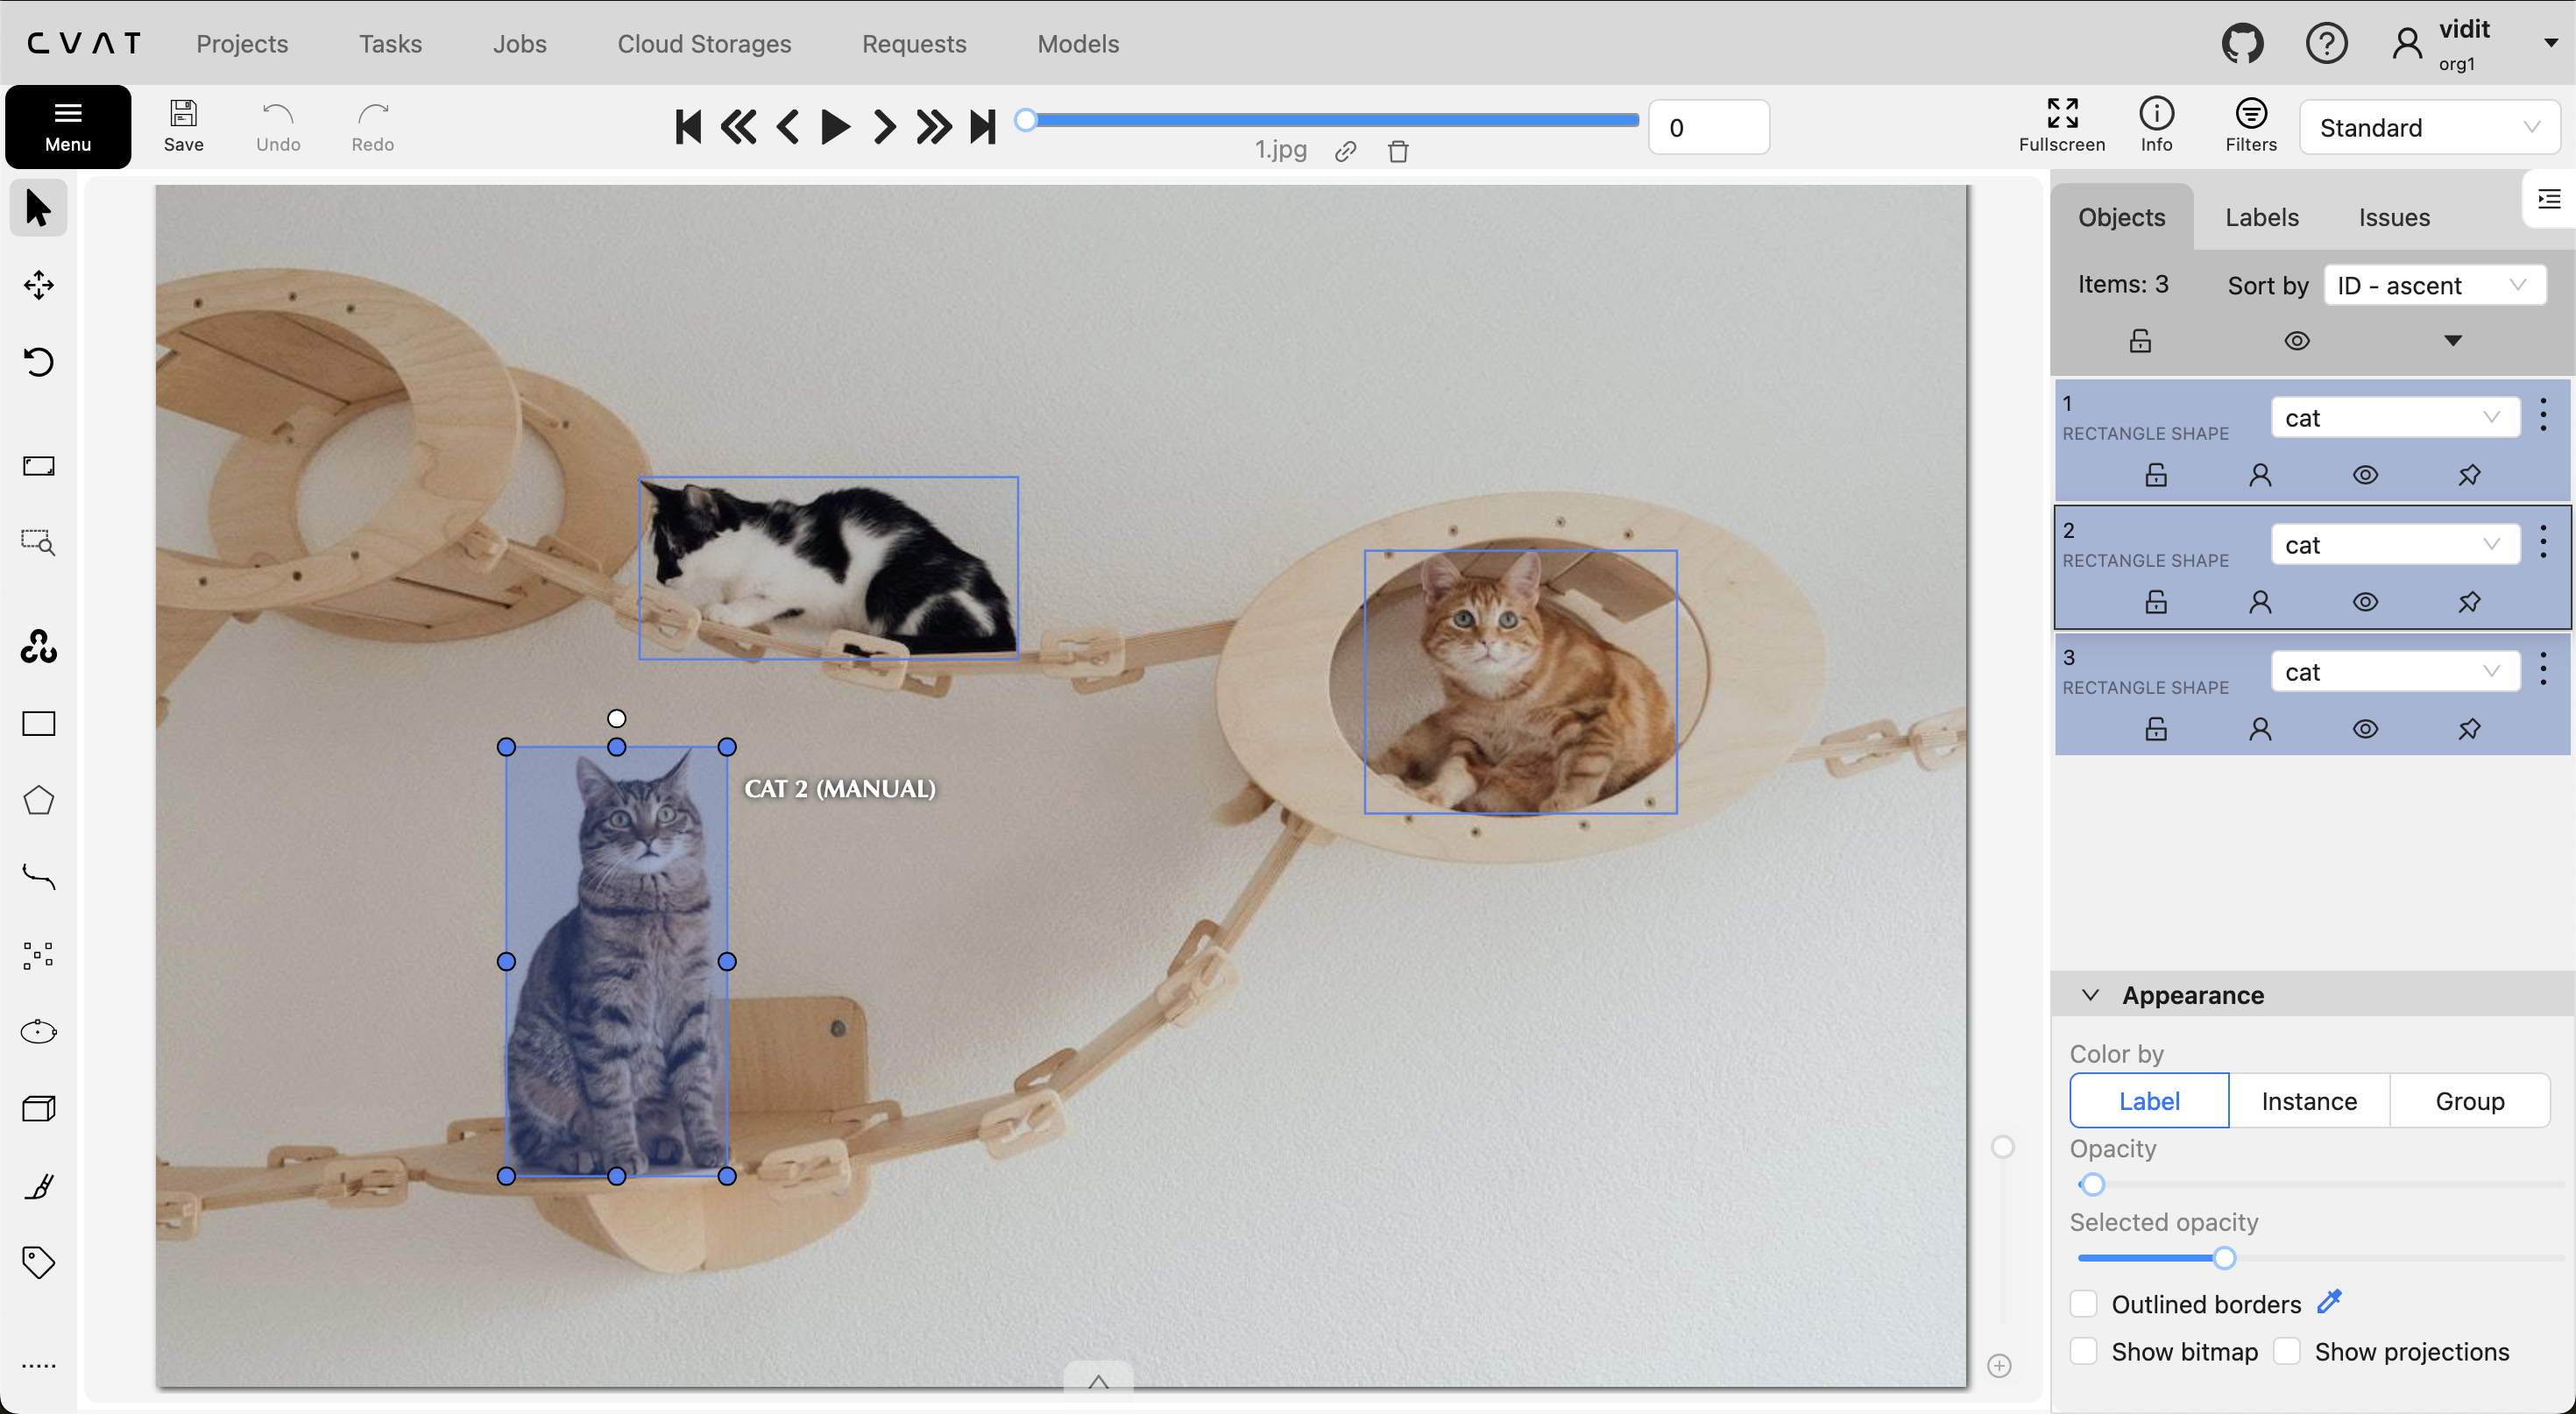 CVAT Projects Tasks Jobs Cloud Storages Requests Models vidit
org1
Menu Save Undo Redo 0 Fullscreen Info Filters Standard
1.jpg
Objects Labels Issues
Items: 3 Sort by ID - ascent
1 cat
RECTANGLE SHAPE
2 cat
RECTANGLE SHAPE
3 cat
RECTANGLE SHAPE
CAT 2 (MANUAL)
Appearance
Color by
Label Instance Group
Opacity
Selected opacity
Outlined borders
Show bitmap Show projections